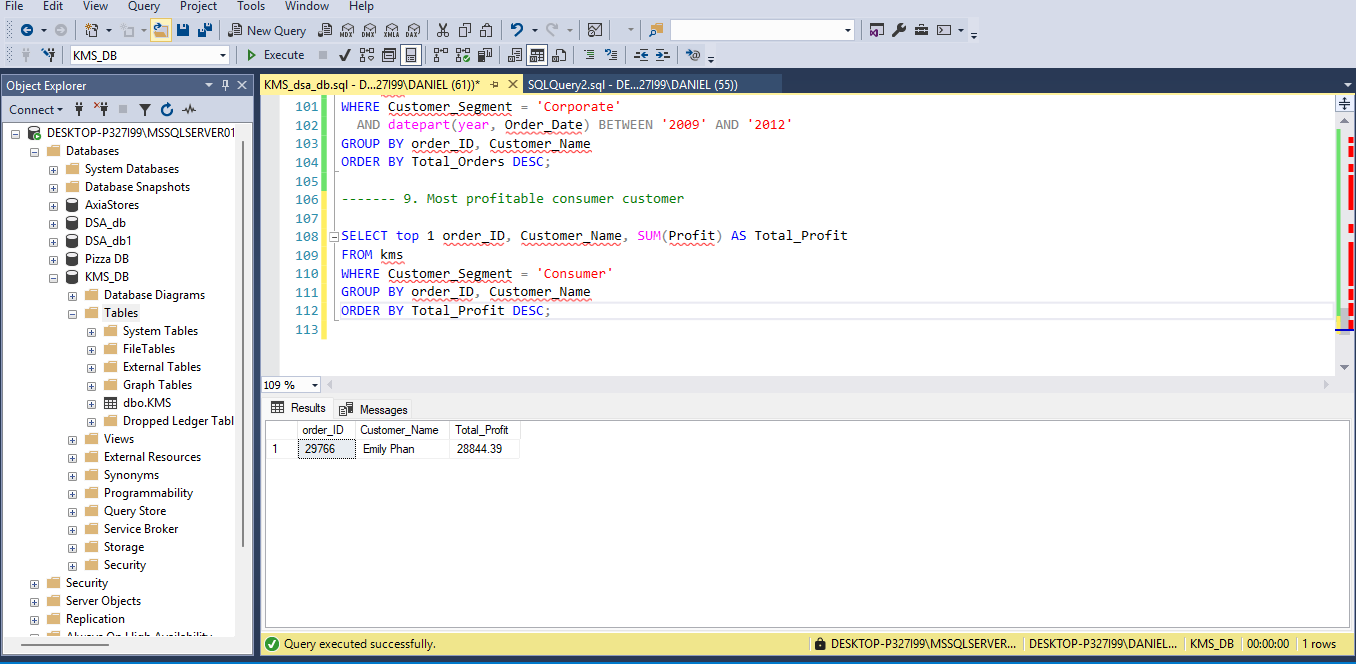 File Edit View Query Project Tools Window Help
New Query MDX DMX XMLA DAX
KMS_DB Execute
Object Explorer
Connect
DESKTOP-P327I99\MSSQLSERVER01
Databases
System Databases
Database Snapshots
AxiaStores
DSA_db
DSA_db1
Pizza DB
KMS_DB
Database Diagrams
Tables
System Tables
FileTables
External Tables
Graph Tables
dbo.KMS
Dropped Ledger Tabl
Views
External Resources
Synonyms
Programmability
Query Store
Service Broker
Storage
Security
Security
Server Objects
Replication
Always On High Availability
KMS_dsa_db.sql - D...27I99\DANIEL (61))* SQLQuery2.sql - DE...27I99\DANIEL (55))
101 WHERE Customer_Segment = 'Corporate'
102 AND datepart(year, Order_Date) BETWEEN '2009' AND '2012'
103 GROUP BY order_ID, Customer_Name
104 ORDER BY Total_Orders DESC;
105
106 ------- 9. Most profitable consumer customer
107
108 SELECT top 1 order_ID, Customer_Name, SUM(Profit) AS Total_Profit
109 FROM kms
110 WHERE Customer_Segment = 'Consumer'
111 GROUP BY order_ID, Customer_Name
112 ORDER BY Total_Profit DESC;
113
109 %
Results Messages
order_ID Customer_Name Total_Profit
1 29766 Emily Phan 28844.39
Query executed successfully. DESKTOP-P327I99\MSSQLSERVER... DESKTOP-P327I99\DANIEL... KMS_DB 00:00:00 1 rows